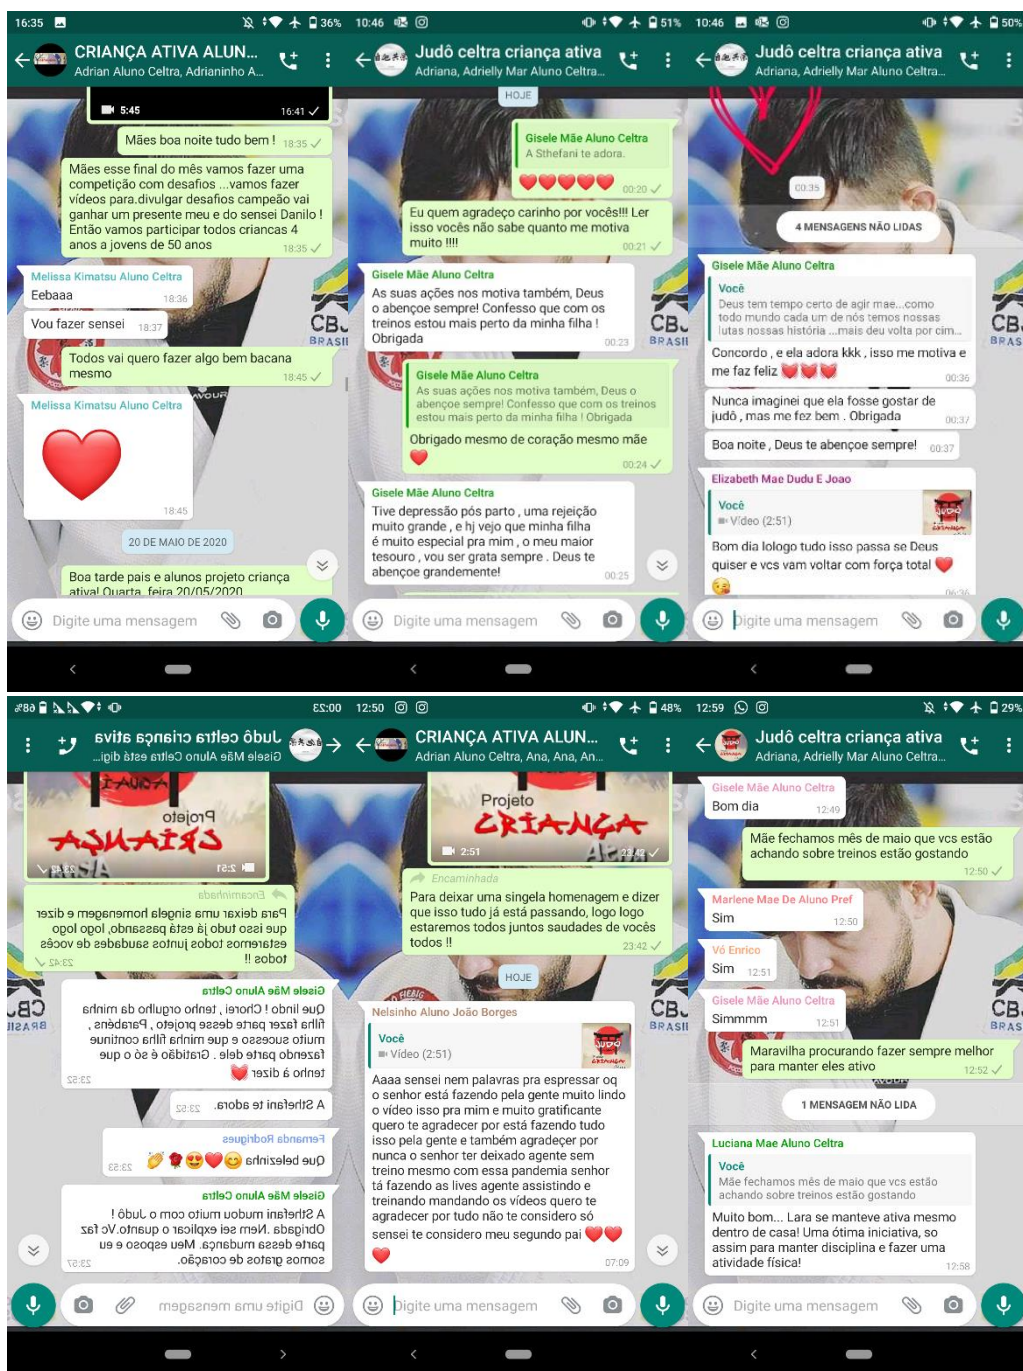 16:35
36%
CRIANÇA ATIVA ALUN...
Adrian Aluno Celtra, Adrianinho A...
5:45
16:41
Mães boa noite tudo bem !
18:35
Mães esse final do mês vamos fazer uma
competição com desafios ...vamos fazer
vídeos para.divulgar desafios campeão vai
ganhar um presente meu e do sensei Danilo !
Então vamos participar todos criancas 4
anos a jovens de 50 anos
18:35
Melissa Kimatsu Aluno Celtra
Eebaaa
18:36
Vou fazer sensei
18:37
Todos vai quero fazer algo bem bacana
mesmo
18:45
Melissa Kimatsu Aluno Celtra
18:45
20 DE MAIO DE 2020
Boa tarde pais e alunos projeto criança
ativa! Quarta, feira 20/05/2020
Digite uma mensagem
CBJ
BRASIL
10:46
51%
Judô celtra criança ativa
Adriana, Adrielly Mar Aluno Celtra...
HOJE
Gisele Mãe Aluno Celtra
A Sthefani te adora.
00:20
Eu quem agradeço carinho por vocês!!! Ler
isso vocês não sabe quanto me motiva
muito !!!!
00:21
Gisele Mãe Aluno Celtra
As suas ações nos motiva também, Deus
o abençoe sempre! Confesso que com os
treinos estou mais perto da minha filha !
Obrigada
00:23
Gisele Mãe Aluno Celtra
As suas ações nos motiva também, Deus o
abençoe sempre! Confesso que com os treinos
estou mais perto da minha filha ! Obrigada
Obrigado mesmo de coração mesmo mãe
00:24
Gisele Mãe Aluno Celtra
Tive depressão pós parto , uma rejeição
muito grande , e hj vejo que minha filha
é muito especial pra mim , o meu maior
tesouro , vou ser grata sempre . Deus te
abençoe grandemente!
00:25
Digite uma mensagem
CBJ
BRASIL
10:46
50%
Judô celtra criança ativa
Adriana, Adrielly Mar Aluno Celtra...
00:35
4 MENSAGENS NÃO LIDAS
Gisele Mãe Aluno Celtra
Você
Deus tem tempo certo de agir mae...como
todo mundo cada um de nós temos nossas
lutas nossas história ...mais deu volta por cim...
Concordo , e ela adora kkk , isso me motiva e
me faz feliz
00:36
Nunca imaginei que ela fosse gostar de
judô , mas me fez bem . Obrigada
00:37
Boa noite , Deus te abençoe sempre!
00:37
Elizabeth Mae Dudu E Joao
Você
Vídeo (2:51)
Bom dia lologo tudo isso passa se Deus
quiser e vcs vam voltar com força total
06:36
Digite uma mensagem
CBJ
BRAS
68%
00:23
Judô celtra criança ativa
Gisele Mãe Aluno Celtra está digi...
Projeto
CRIANÇA
2:51
23:42
Encaminhada
Para deixar uma singela homenagem e dizer
que isso tudo já está passando, logo logo
estaremos todos juntos saudades de vocês
todos !!
23:42
Gisele Mãe Aluno Celtra
Que lindo ! Chorei , tenho orgulho da minha
filha fazer parte desse projeto , Parabéns ,
muito sucesso e que minha filha continue
fazendo parte dele . Gratidão é só o que
tenho à dizer
23:52
A Sthefani te adora.
23:52
Fernanda Rodrigues
Que belezinha
23:53
Gisele Mãe Aluno Celtra
A Sthefani mudou muito com o Judô !
Obrigada .Nem sei explicar o quanto.Vc faz
parte dessa mudança. Meu esposo e eu
somos gratos de coração.
23:57
Digite uma mensagem
CBJ
BRASIL
12:50
48%
CRIANÇA ATIVA ALUN...
Adrian Aluno Celtra, Ana, Ana, An...
Projeto
CRIANÇA
2:51
23:42
Encaminhada
Para deixar uma singela homenagem e dizer
que isso tudo já está passando, logo logo
estaremos todos juntos saudades de vocês
todos !!
23:42
HOJE
Nelsinho Aluno João Borges
Você
Vídeo (2:51)
Aaaa sensei nem palavras pra espressar oq
o senhor está fazendo pela gente muito lindo
o vídeo isso pra mim e muito gratificante
quero te agradecer por está fazendo tudo
isso pela gente e também agradeçer por
nunca o senhor ter deixado agente sem
treino mesmo com essa pandemia senhor
tá fazendo as lives agente assistindo e
treinando mandando os vídeos quero te
agradecer por tudo não te considero só
sensei te considero meu segundo pai
07:09
Digite uma mensagem
CBJ
BRASIL
12:59
29%
Judô celtra criança ativa
Adriana, Adrielly Mar Aluno Celtra...
Gisele Mãe Aluno Celtra
Bom dia
12:49
Mãe fechamos mês de maio que vcs estão
achando sobre treinos estão gostando
12:50
Marlene Mae De Aluno Pref
Sim
12:50
Vó Enrico
Sim
12:51
Gisele Mãe Aluno Celtra
Simmmm
12:51
Maravilha procurando fazer sempre melhor
para manter eles ativo
12:52
1 MENSAGEM NÃO LIDA
Luciana Mae Aluno Celtra
Você
Mãe fechamos mês de maio que vcs estão
achando sobre treinos estão gostando
Muito bom... Lara se manteve ativa mesmo
dentro de casa! Uma ótima iniciativa, so
assim para manter disciplina e fazer uma
atividade física!
12:58
Digite uma mensagem
CBJ
BRAS